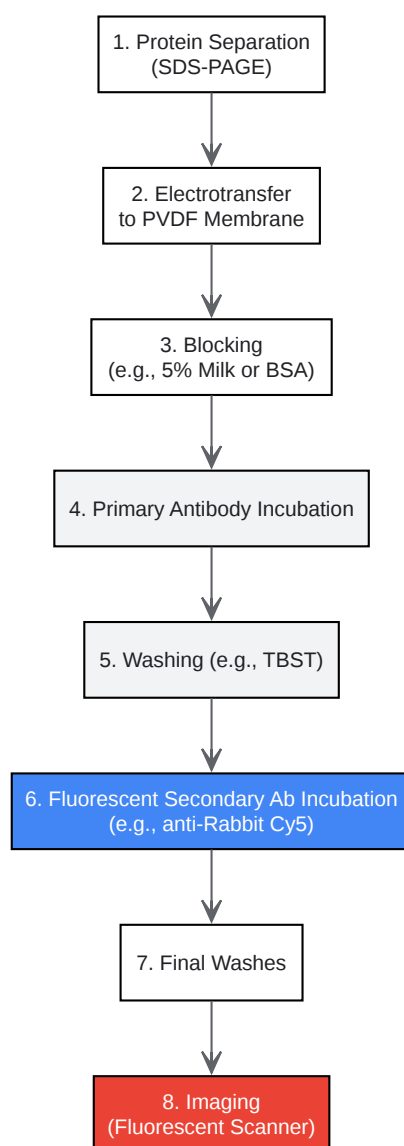 1. Protein Separation
(SDS-PAGE)
2. Electrotransfer
to PVDF Membrane
3. Blocking
(e.g., 5% Milk or BSA)
4. Primary Antibody Incubation
5. Washing (e.g., TBST)
6. Fluorescent Secondary Ab Incubation
(e.g., anti-Rabbit Cy5)
7. Final Washes
8. Imaging
(Fluorescent Scanner)